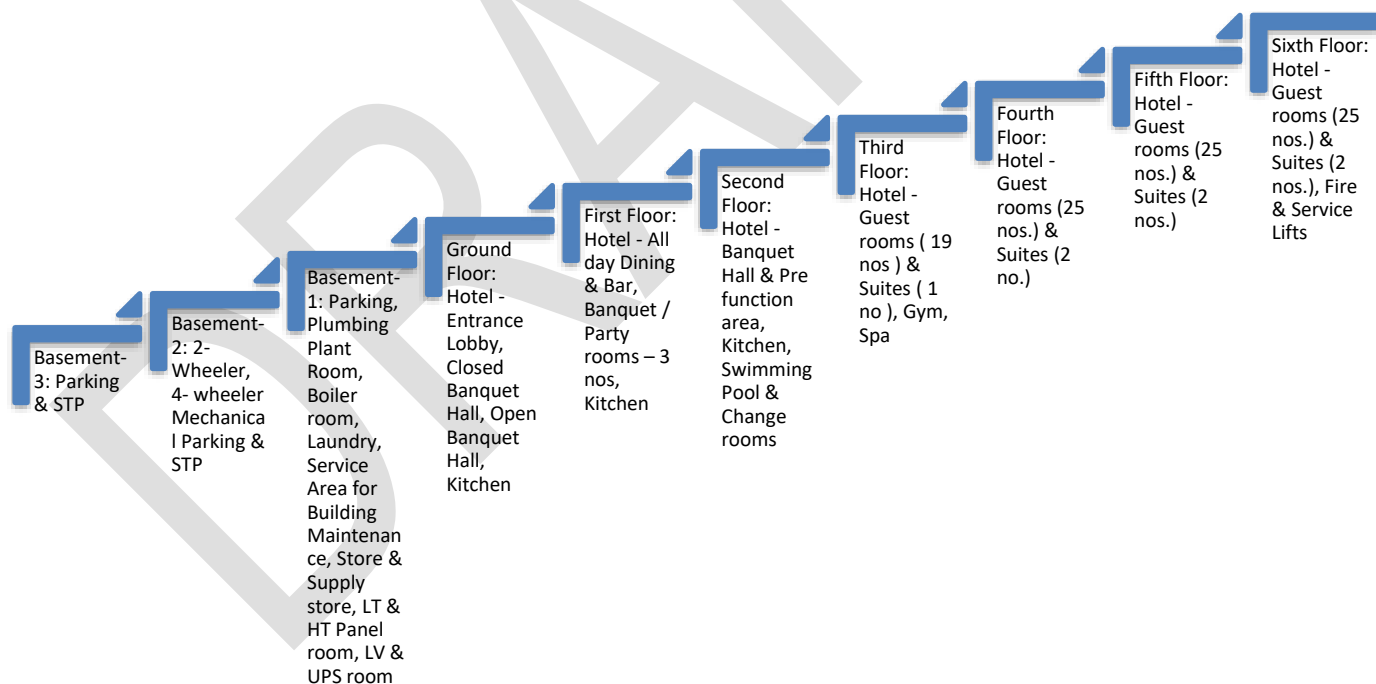 Basement-
3: Parking
& STP
Basement-
2: 2-
Wheeler,
4- wheeler
Mechanica
l Parking &
STP
Basement-
1: Parking,
Plumbing
Plant
Room,
Boiler
room,
Laundry,
Service
Area for
Building
Maintenan
ce, Store &
Supply
store, LT &
HT Panel
room, LV &
UPS room
Ground
Floor:
Hotel -
Entrance
Lobby,
Closed
Banquet
Hall, Open
Banquet
Hall,
Kitchen
First Floor:
Hotel - All
day Dining
& Bar,
Banquet /
Party
rooms – 3
nos,
Kitchen
Second
Floor:
Hotel -
Banquet
Hall & Pre
function
area,
Kitchen,
Swimming
Pool &
Change
rooms
Third
Floor:
Hotel -
Guest
rooms ( 19
nos ) &
Suites ( 1
no ), Gym,
Spa
Fourth
Floor:
Hotel -
Guest
rooms (25
nos.) &
Suites (2
no.)
Fifth Floor:
Hotel -
Guest
rooms (25
nos.) &
Suites (2
nos.)
Sixth Floor:
Hotel -
Guest
rooms (25
nos.) &
Suites (2
nos.), Fire
& Service
Lifts